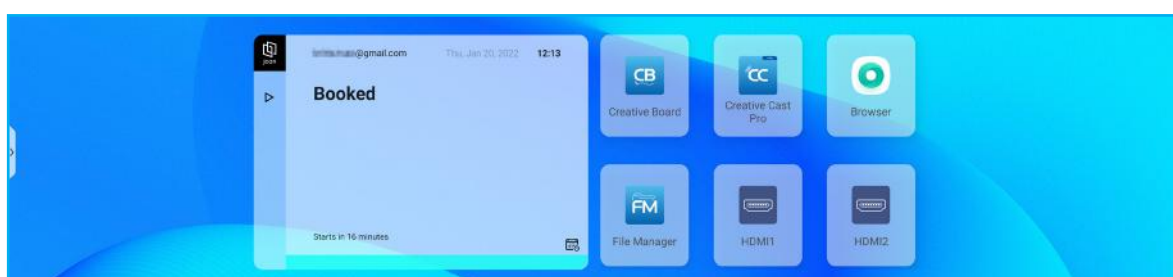 joan
@gmail.com Thu, Jan 20, 2022 12:13
Booked
Starts in 16 minutes
CB
Creative Board
CC
Creative Cast
Pro
Browser
FM
File Manager
HDMI1
HDMI2